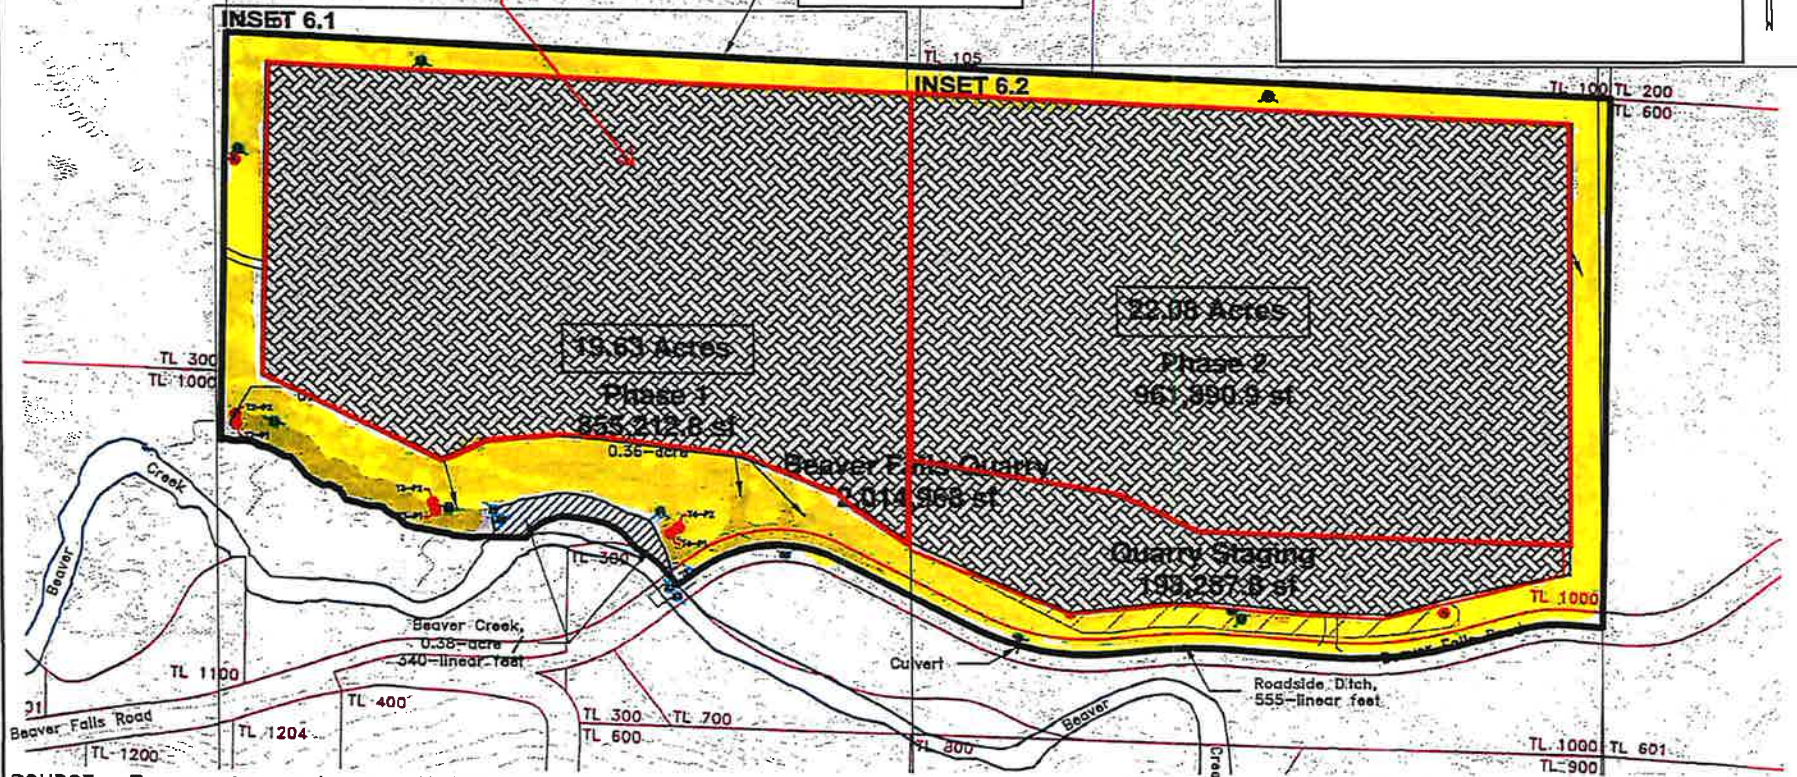 INSET 6.1
TL 105
INSET 6.2
TL 100 TL 200
TL 600
22.08 Acres
19.63 Acres
Phase 2
961,890.9 sf
TL 300
TL 1000
Phase 1
855,212.6 sf
0.36-acre
Beaver Falls Quarry
2,014,968 sf
Creek
Beaver
TL 300
Quarry Staging
TL 1000
Beaver Falls Road
Beaver Creek,
0.38-acre
340-linear feet
Culvert
TL 1100
Roadside Ditch,
555-linear feet
TL 400
Beaver Falls Road
TL 1204
TL 300 TL 700
TL 600
Beaver
TL 1200
TL 800
TL 1000 TL 601
TL 900